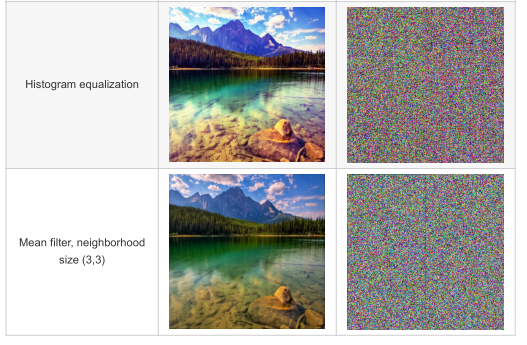 Histogram equalization
Mean filter, neighborhood
size (3,3)